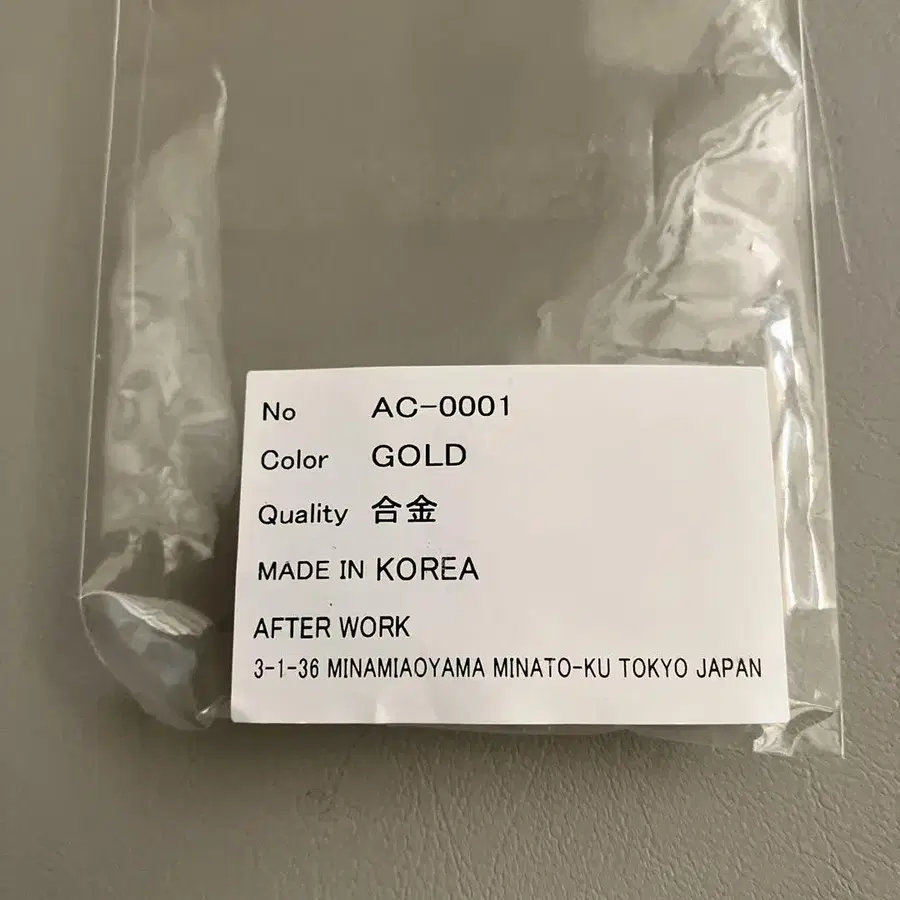 No AC-0001
Color GOLD
Quality 合金
MADE IN KOREA
AFTER WORK
3-1-36 MINAMIAOYAMA MINATO-KU TOKYO JAPAN